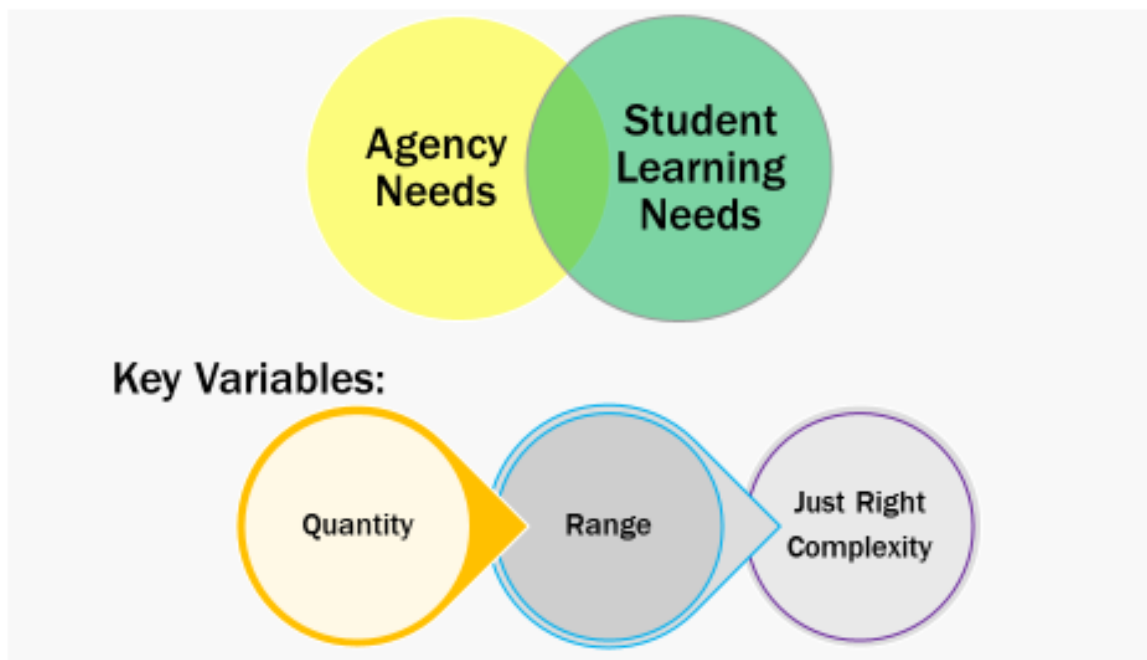 Agency
Needs
Student
Learning
Needs
Key Variables:
Quantity
Range
Just Right
Complexity